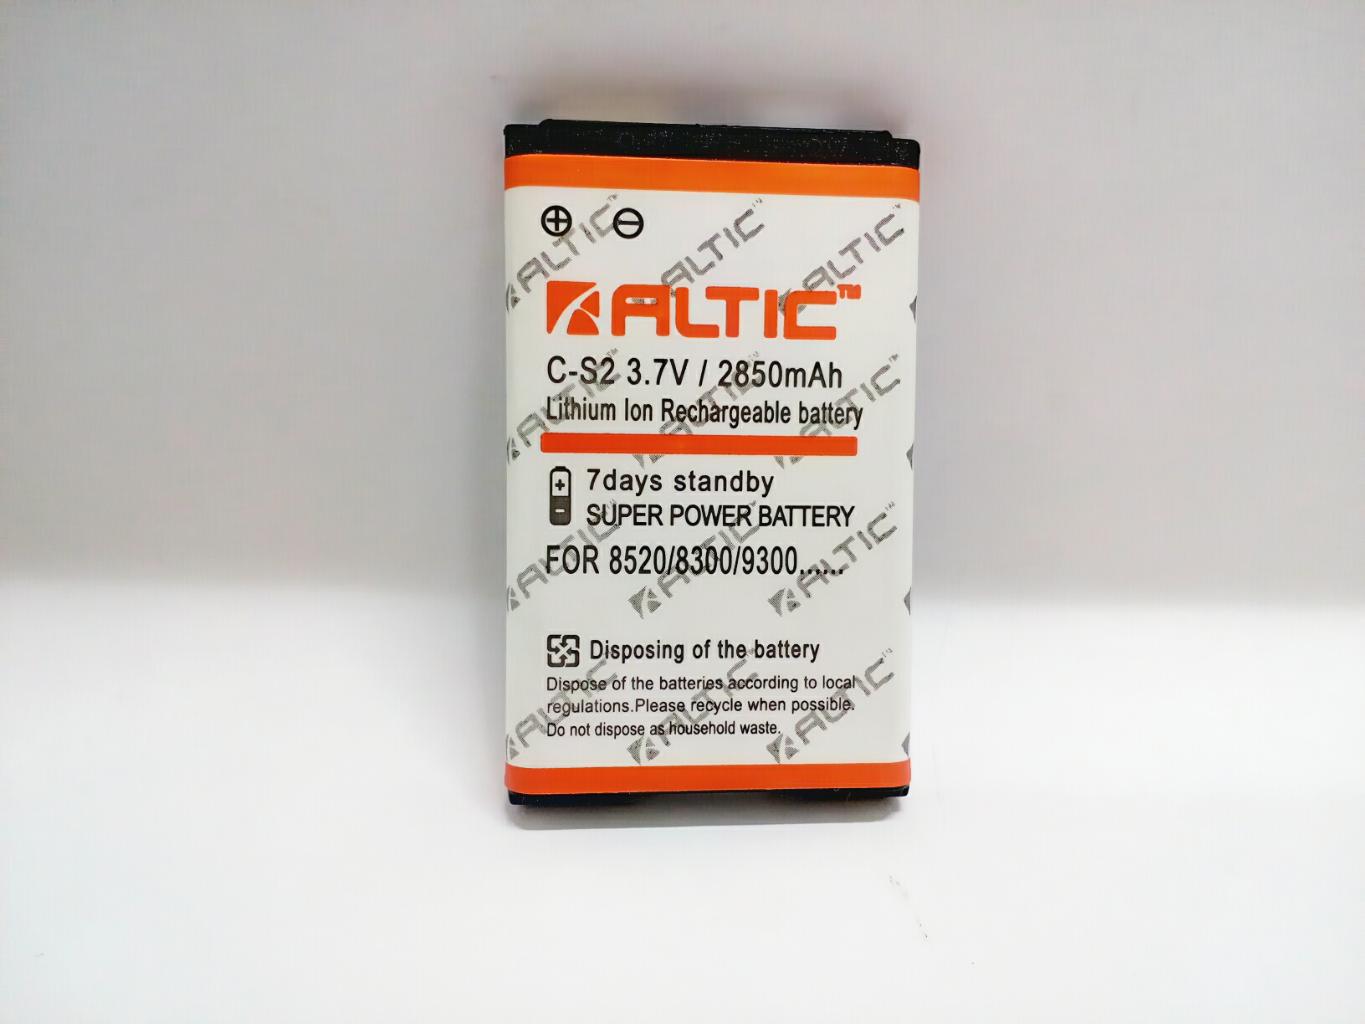 ALTIC™
C-S2 3.7V / 2850mAh
Lithium Ion Rechargeable battery
7days standby
SUPER POWER BATTERY
FOR 8520/8300/9300......
Disposing of the battery
Dispose of the batteries according to local
regulations.Please recycle when possible.
Do not dispose as household waste.